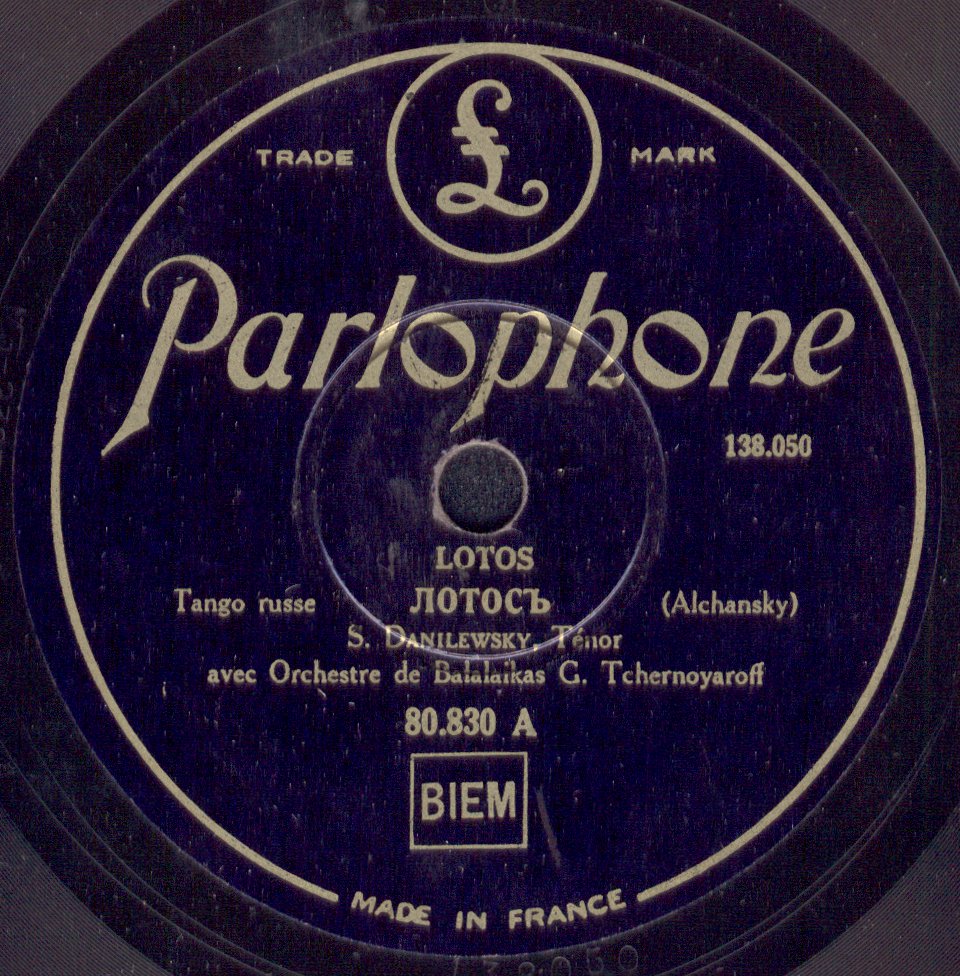 £
TRADE MARK
Parlophone
138.050
LOTOS
Tango russe ЛОТОСЪ (Alchansky)
S. DANILEWSKY, Ténor
avec Orchestre de Balalaikas G. Tchernoyaroff
80.830 A
BIEM
MADE IN FRANCE
138050